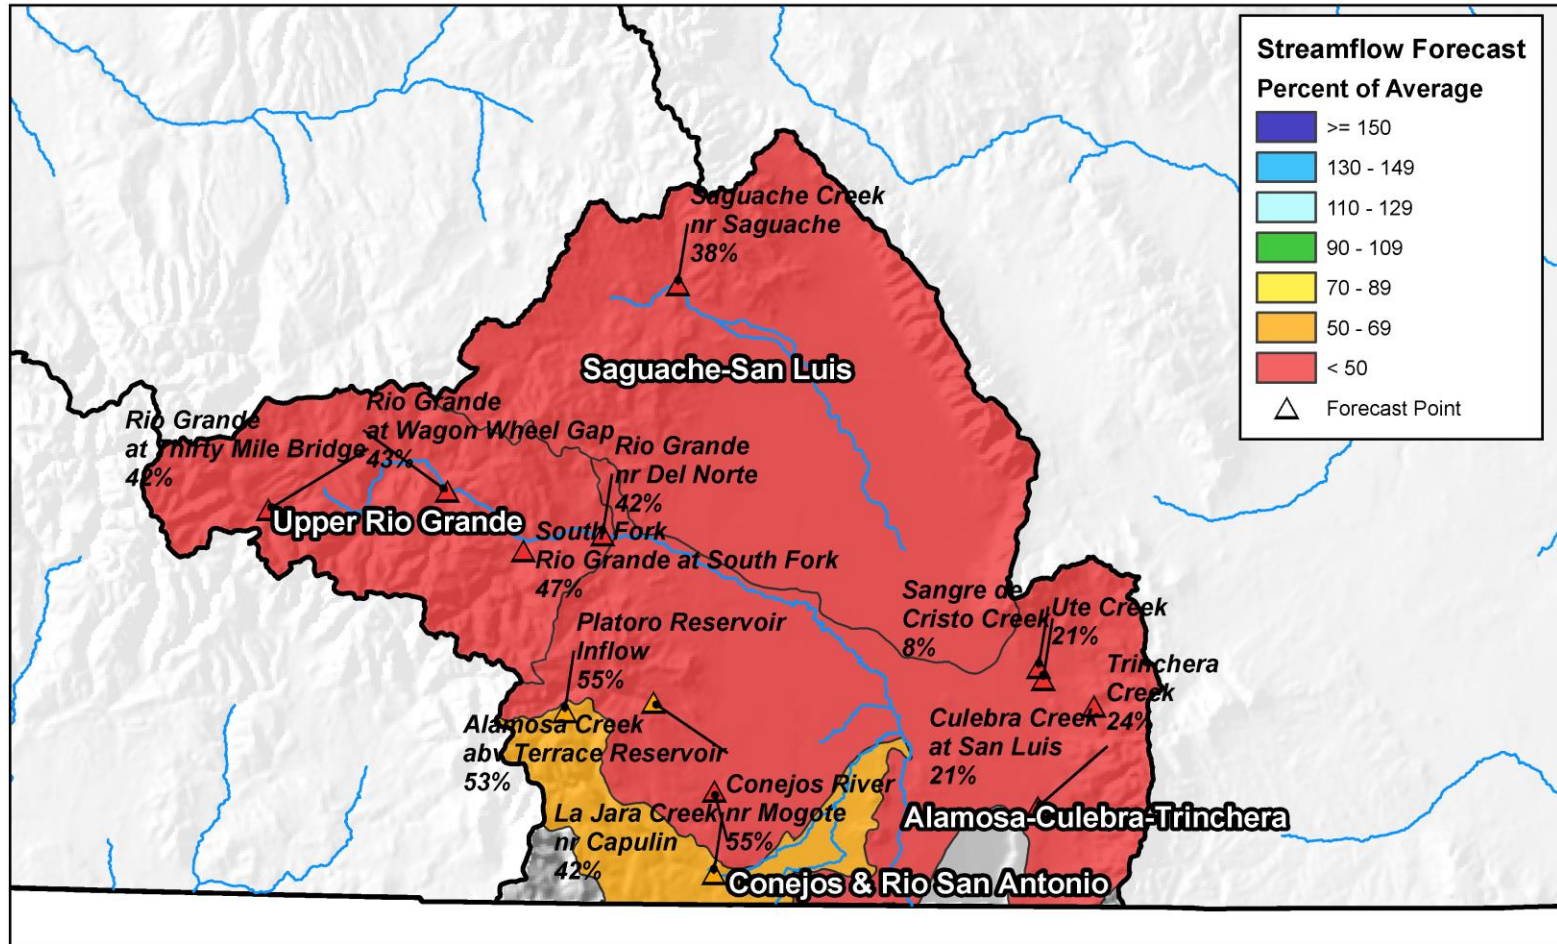 Streamflow Forecast
Percent of Average
>= 150
130 - 149
110 - 129
90 - 109
70 - 89
50 - 69
< 50
Forecast Point
Saguache Creek
nr Saguache
38%
Saguache-San Luis
Rio Grande
at Thifty Mile Bridge
42%
Rio Grande
at Wagon Wheel Gap
43%
Rio Grande
nr Del Norte
42%
Upper Rio Grande
South Fork
Rio Grande at South Fork
47%
Platoro Reservoir
Inflow
55%
Sangre de
Cristo Creek
8%
Ute Creek
21%
Trinchera
Creek
24%
Alamosa Creek
abv Terrace Reservoir
53%
Culebra Creek
at San Luis
21%
Conejos River
nr Mogote
55%
La Jara Creek
nr Capulin
42%
Alamosa-Culebra-Trinchera
Conejos & Rio San Antonio